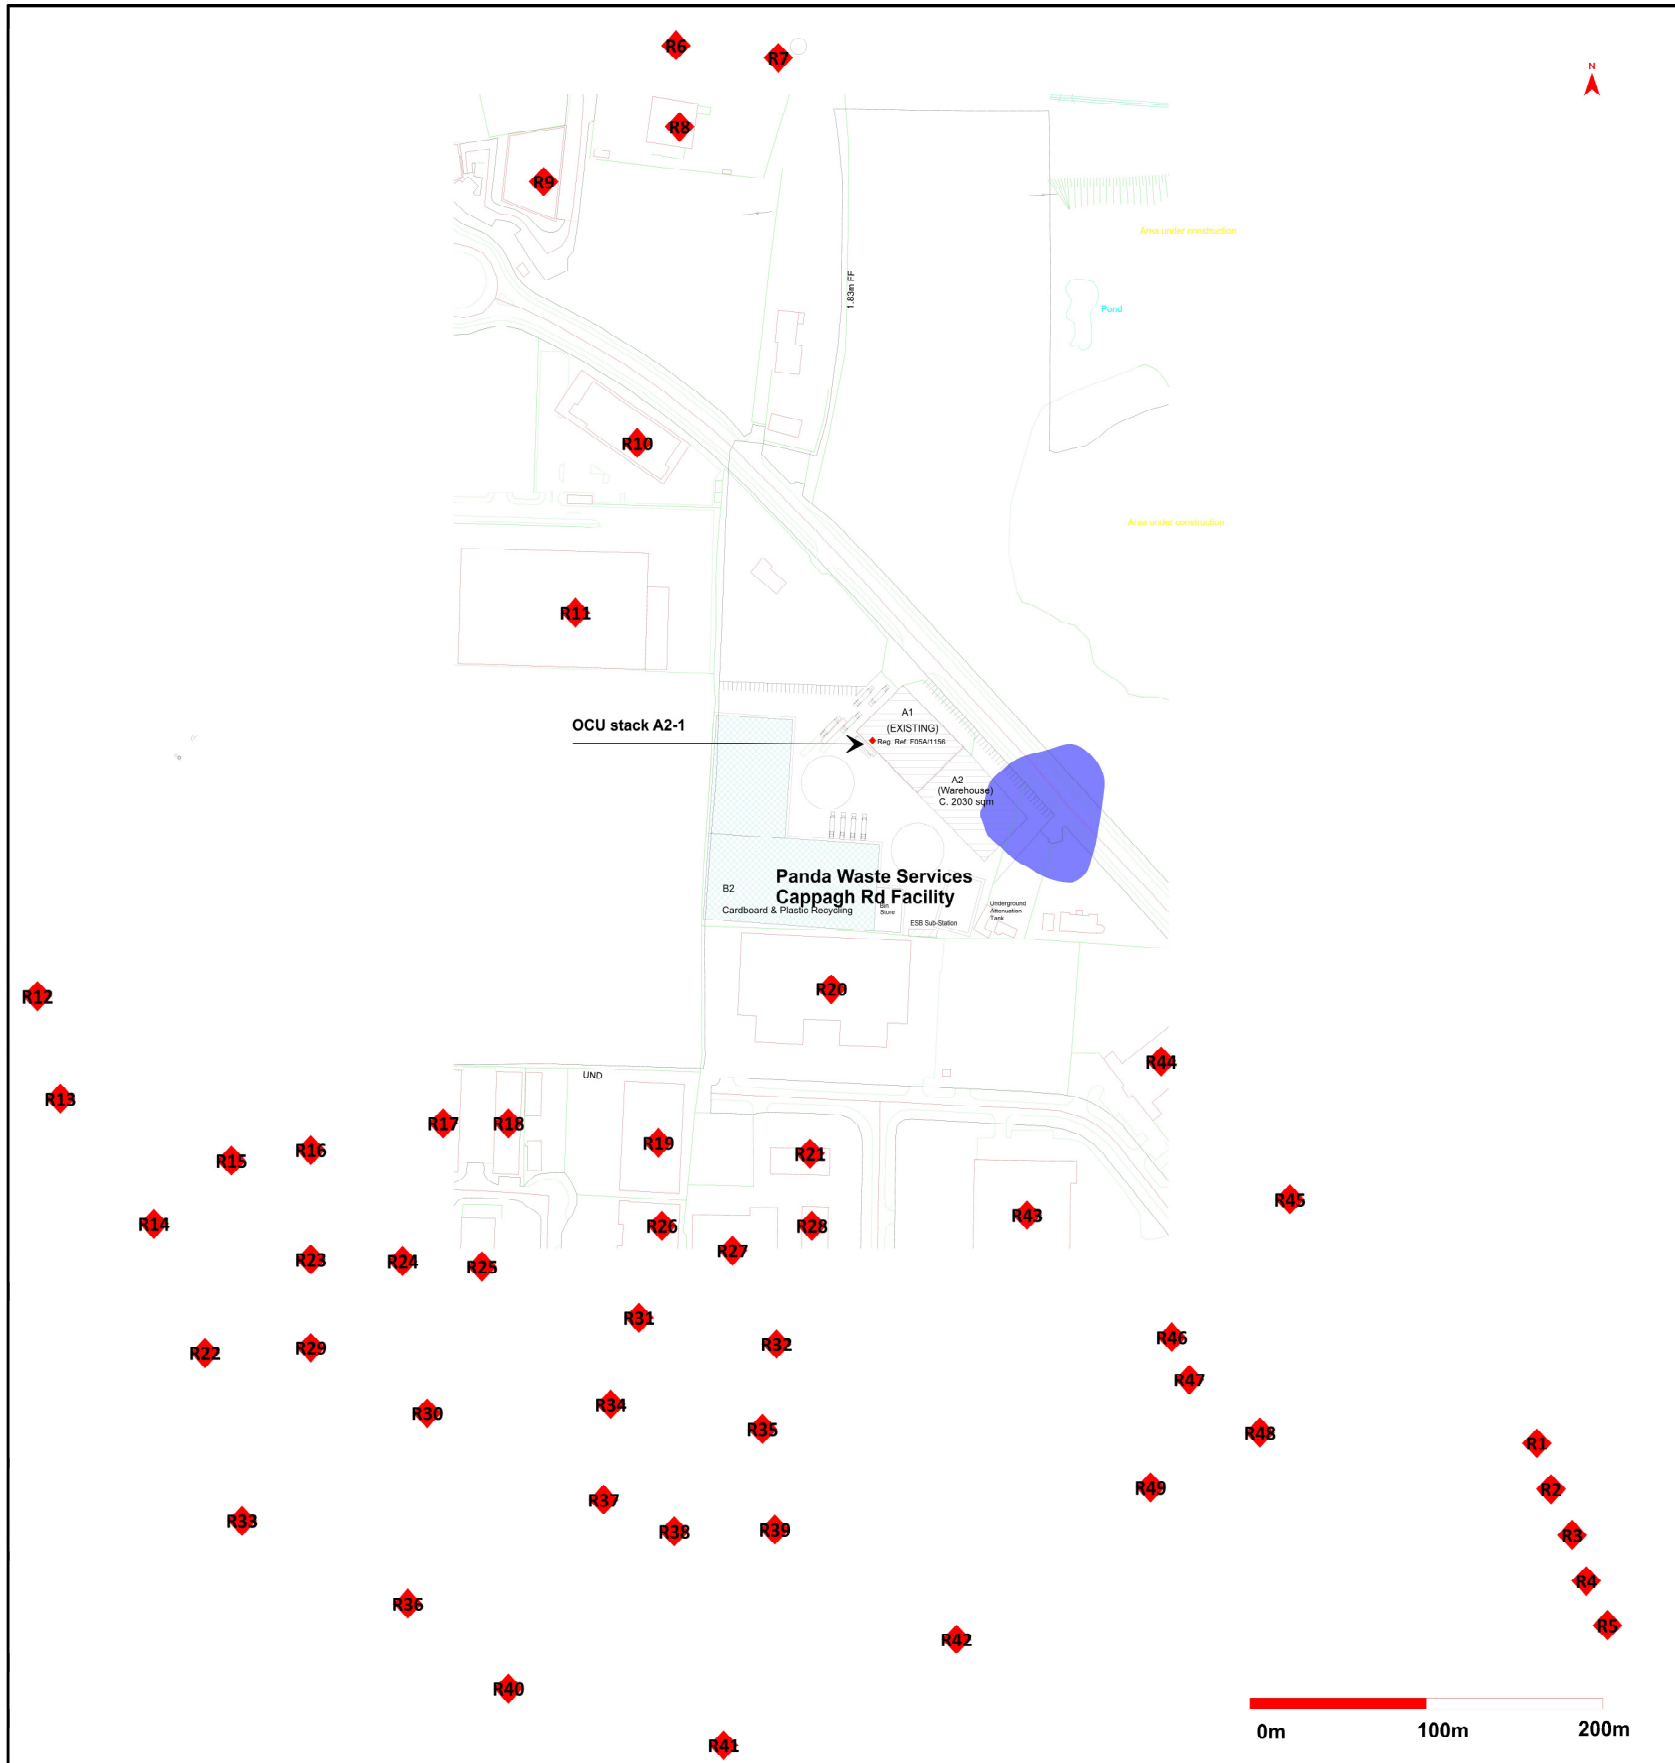 R6
R7
N
R8
R9
Area under construction
1.83m FF
Pond
R10
Area under construction
R11
A1
(EXISTING)
OCU stack A2-1
Reg. Ref. F05A/1156
A2
(Warehouse)
C. 2030 sqm
Panda Waste Services
Cappagh Rd Facility
B2
Cardboard & Plastic Recycling
Bin
Store
ESB Sub-Station
Underground
Attenuation
Tank
R12
R20
R44
UND
R13
R17
R18
R19
R21
R16
R15
R45
R14
R26
R28
R43
R27
R23
R24
R25
R31
R32
R46
R22
R29
R47
R30
R34
R35
R48
R1
R49
R2
R37
R33
R38
R39
R3
R4
R36
R5
R42
R40
R41
0m
100m
200m